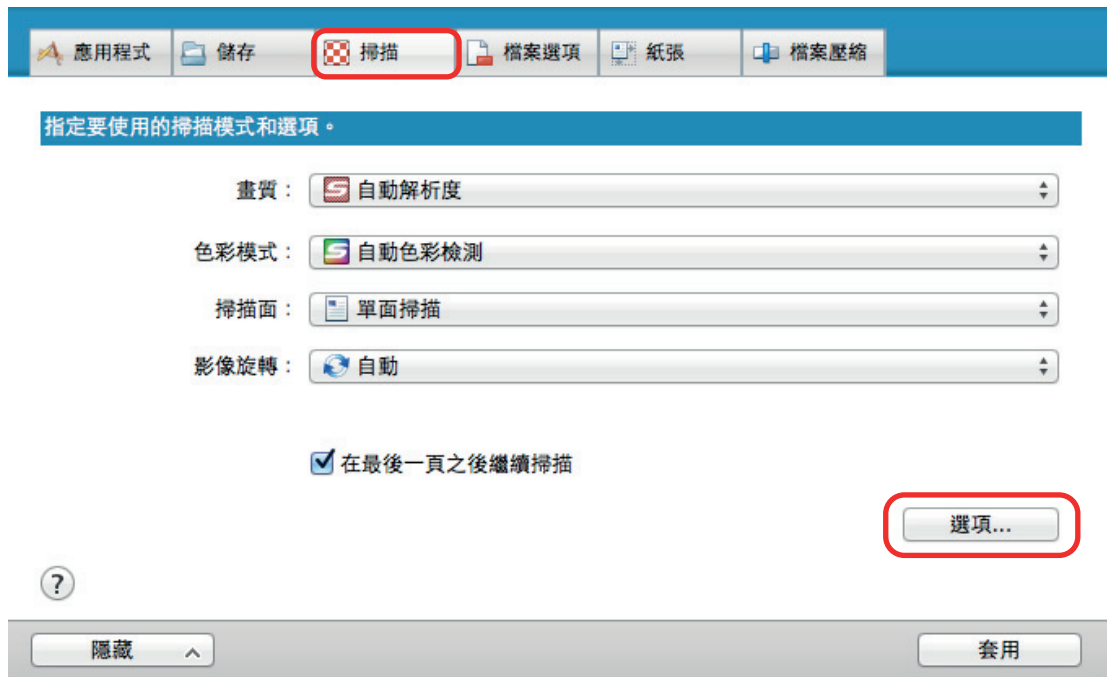 應用程式 儲存 掃描 檔案選項 紙張 檔案壓縮
指定要使用的掃描模式和選項。
畫質： 自動解析度
色彩模式： 自動色彩檢測
掃描面： 單面掃描
影像旋轉： 自動
在最後一頁之後繼續掃描
選項...
?
隱藏 套用